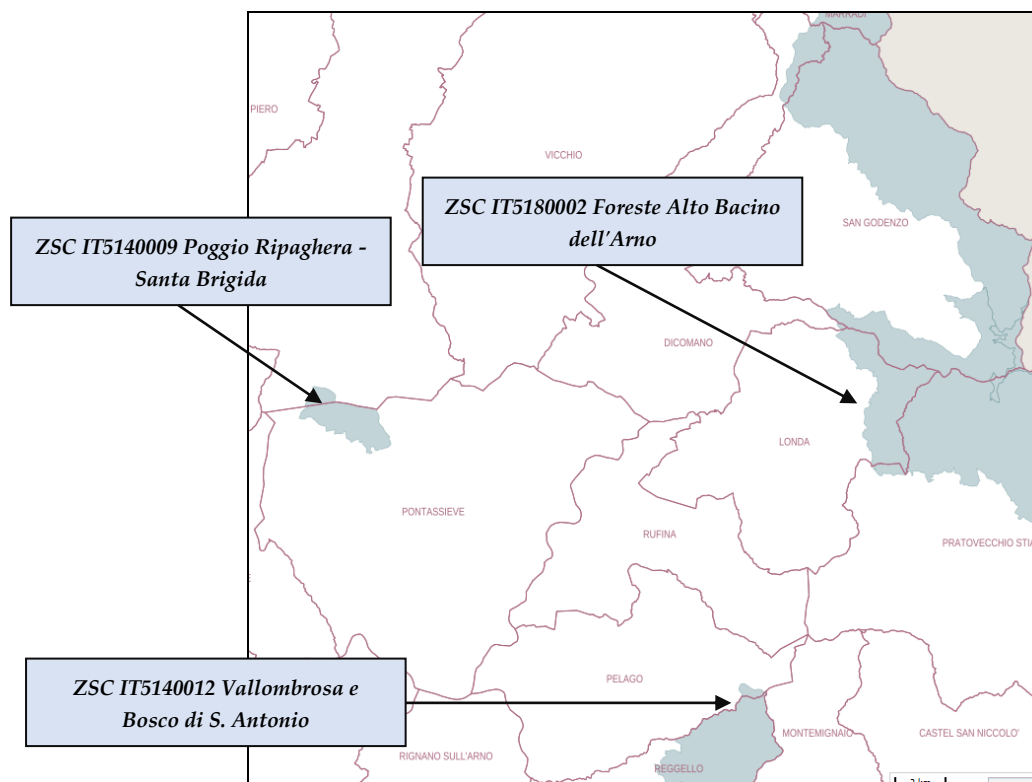 MARRADI
PIERO
VICCHIO
ZSC IT5180002 Foreste Alto Bacino
dell'Arno
SAN GODENZO
ZSC IT5140009 Poggio Ripaghera -
Santa Brigida
DICOMANO
LONDA
PONTASSIEVE
RUFINA
PRATOVECCHIO STIA
ZSC IT5140012 Vallombrosa e
Bosco di S. Antonio
PELAGO
MONTEMIGNAIO
CASTEL SAN NICCOLO'
RIGNANO SULL'ARNO
REGGELLO